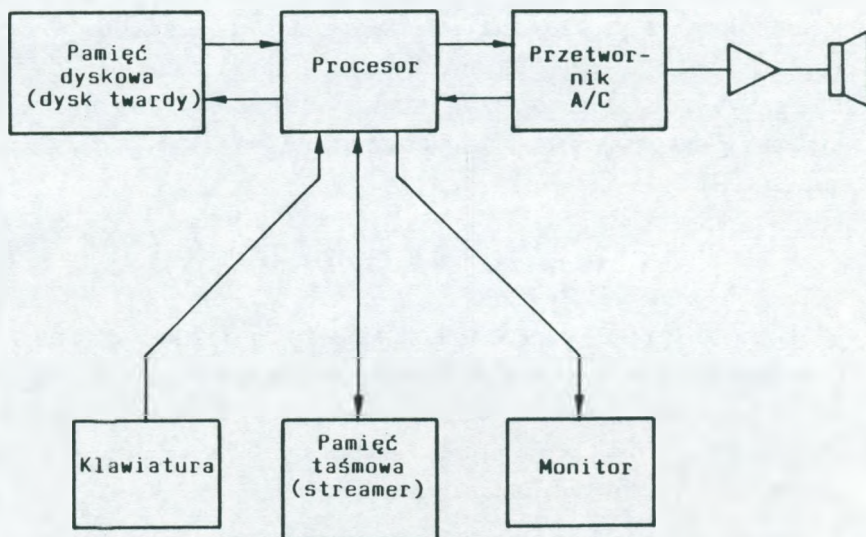 Pamięć
dyskowa
(dysk twardy)
Procesor
Przetwor-
nik
A/C
Klawiatura
Pamięć
taśmowa
(streamer)
Monitor